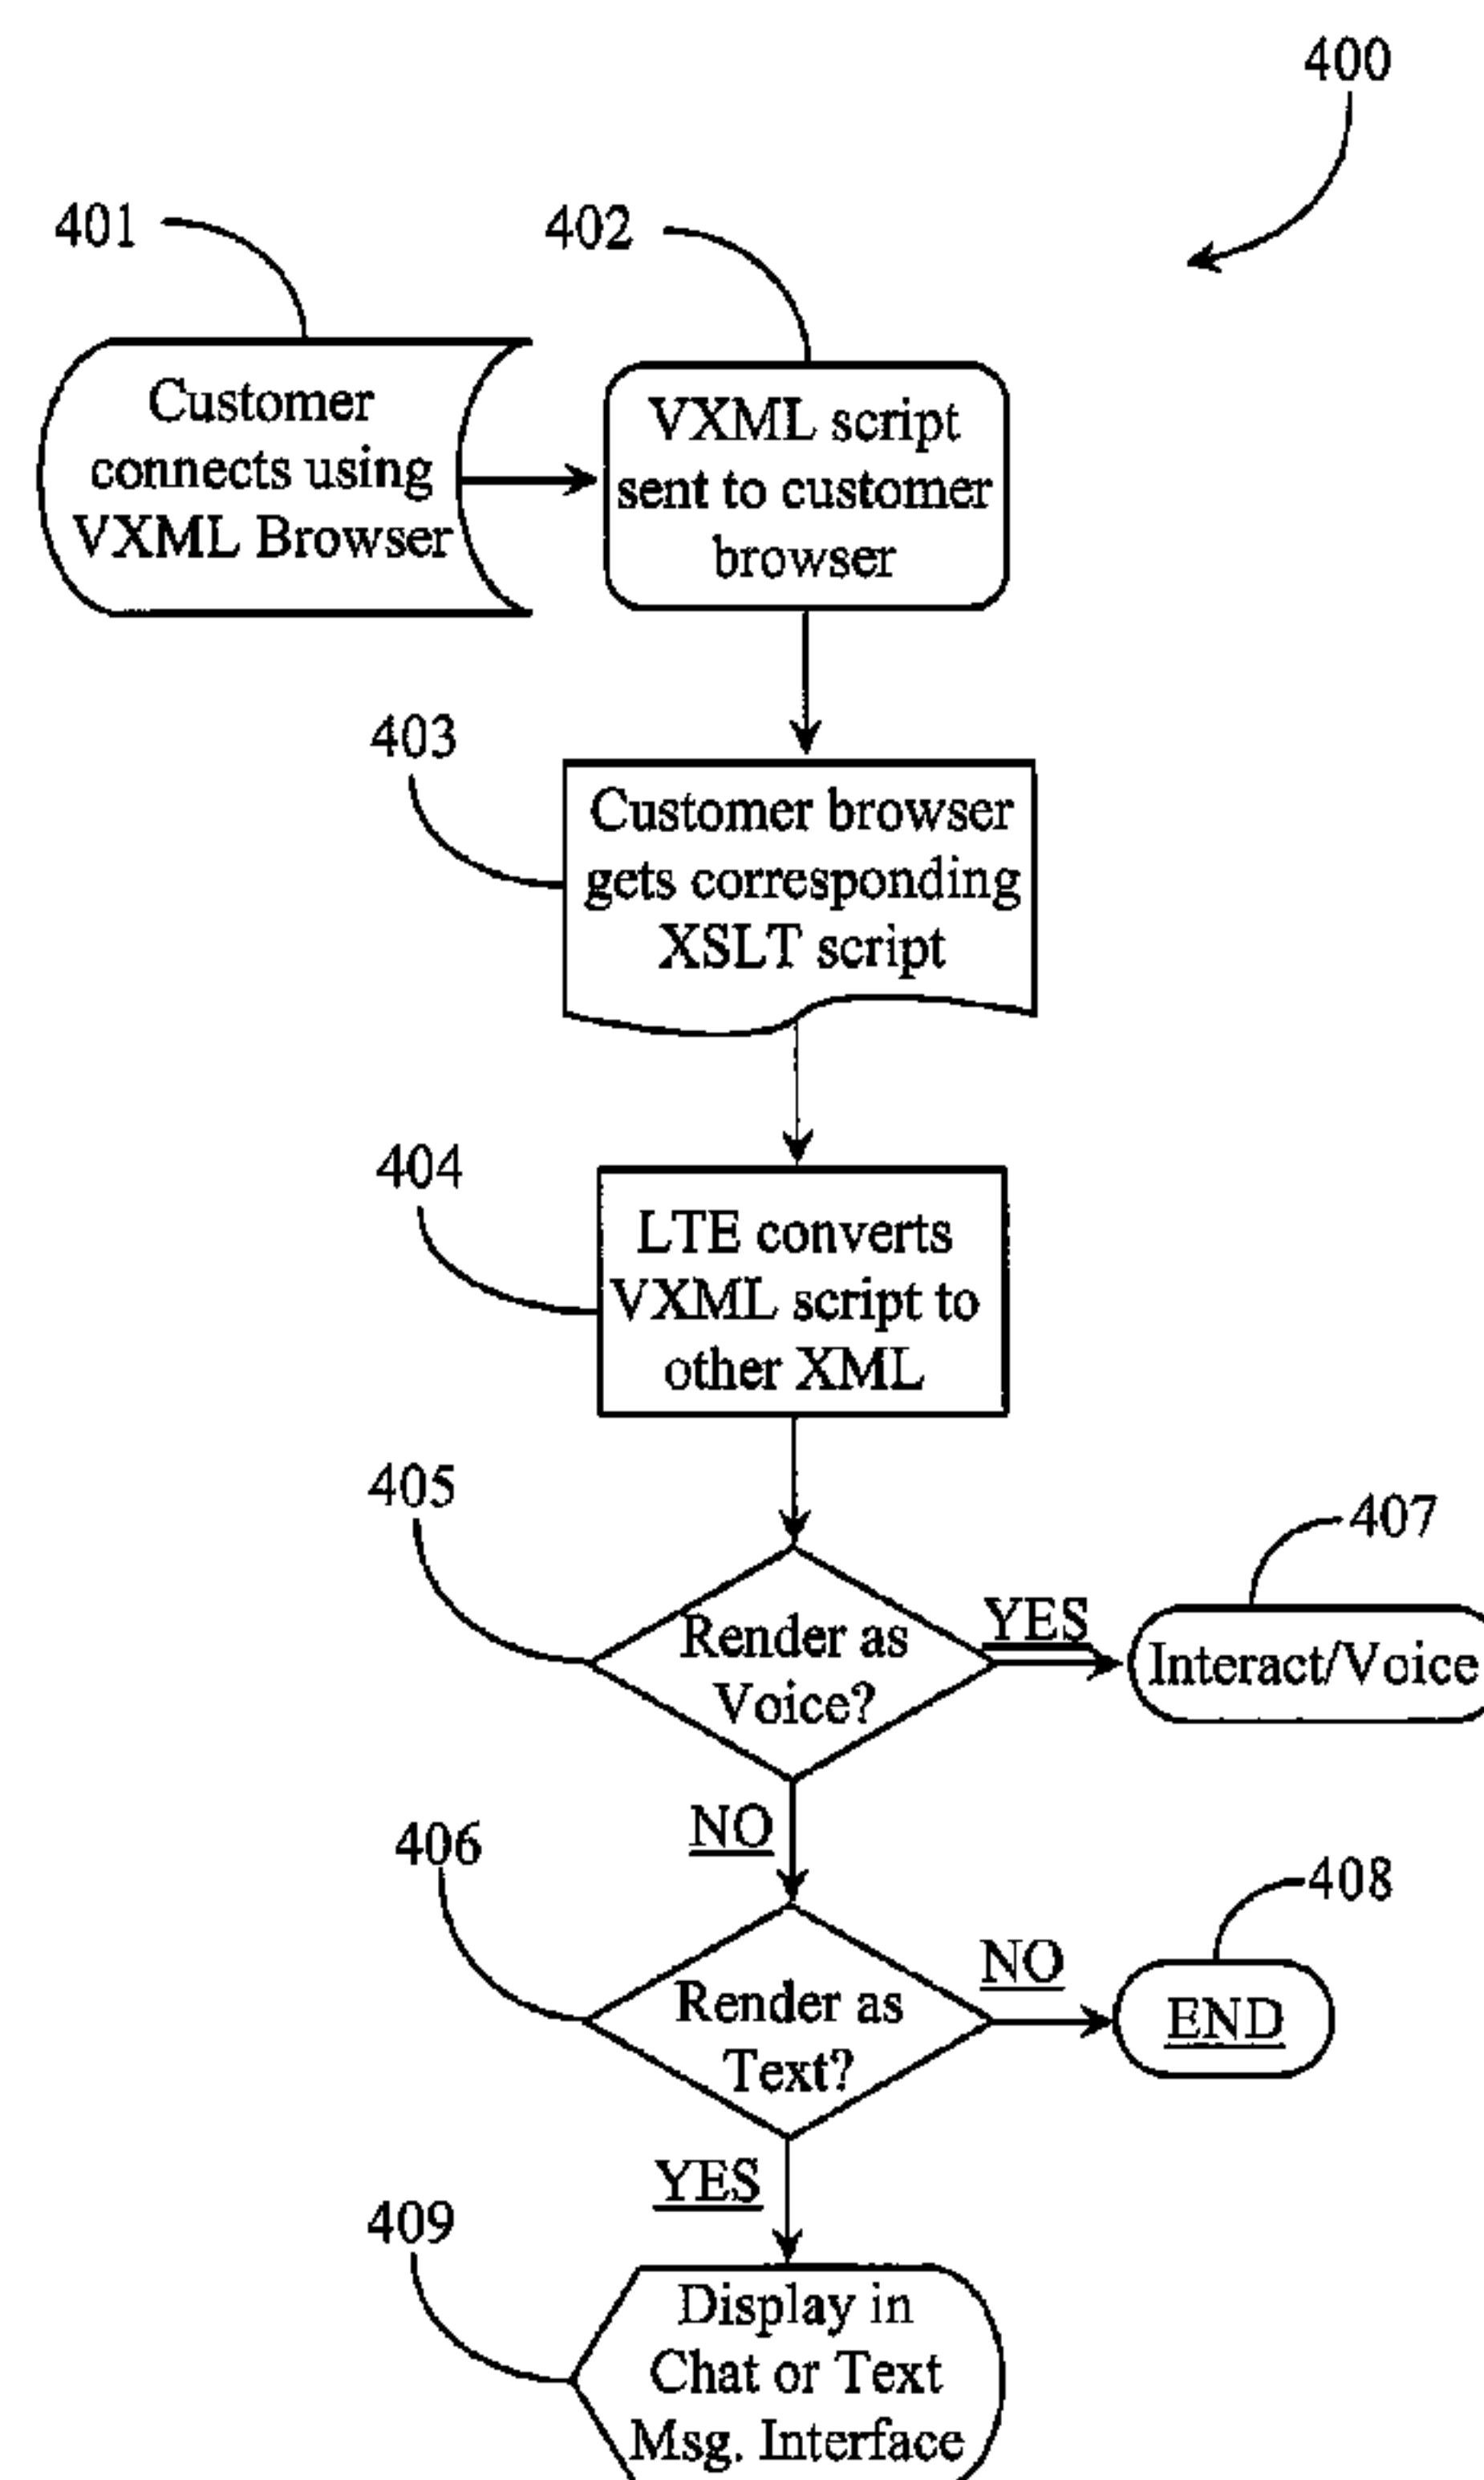 400
401
402
Customer
connects using
VXML Browser
VXML script
sent to customer
browser
403
Customer browser
gets corresponding
XSLT script
404
LTE converts
VXML script to
other XML
405
407
Render as
Voice?
YES
Interact/Voice
NO
406
408
Render as
Text?
NO
END
YES
409
Display in
Chat or Text
Msg. Interface